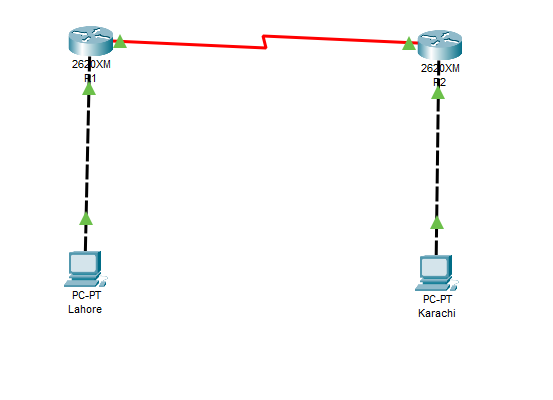 2620XM
R1
2620XM
R2
PC-PT
Lahore
PC-PT
Karachi